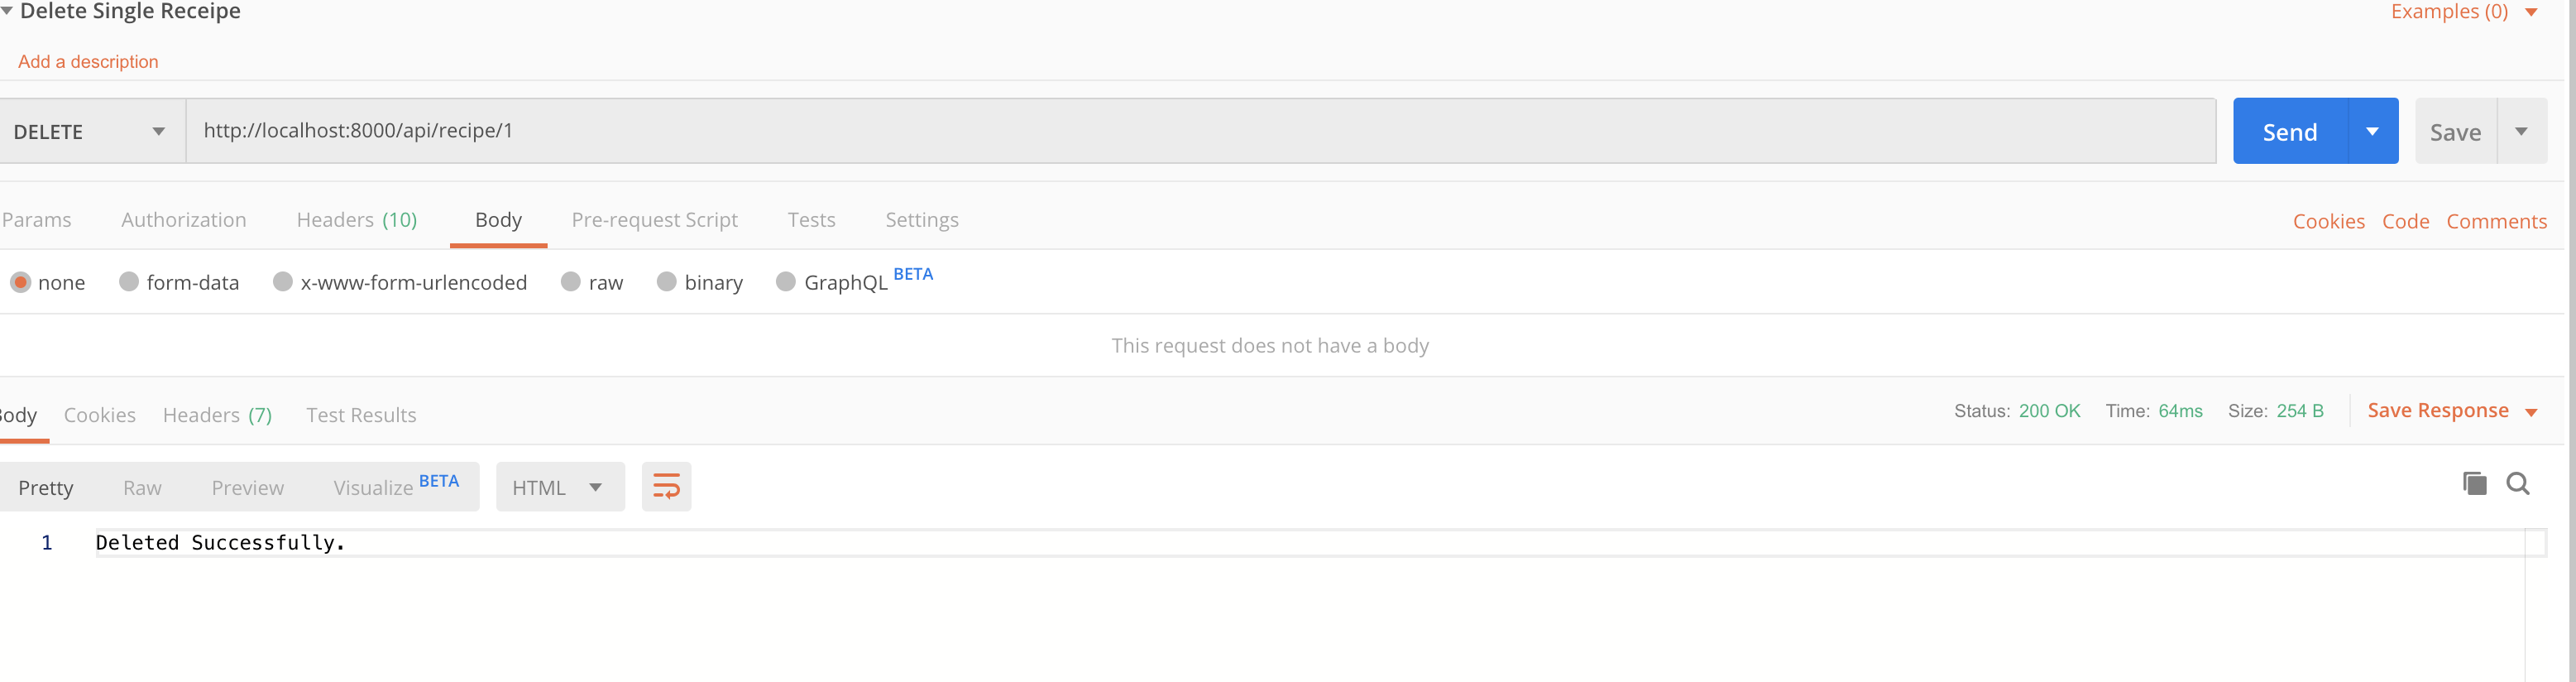 Delete Single Receipe
Examples (0)
Add a description
DELETE http://localhost:8000/api/recipe/1 Send Save
Params Authorization Headers (10) Body Pre-request Script Tests Settings Cookies Code Comments
none form-data x-www-form-urlencoded raw binary GraphQL BETA
This request does not have a body
Body Cookies Headers (7) Test Results Status: 200 OK Time: 64ms Size: 254 B Save Response
Pretty Raw Preview Visualize BETA HTML
1 Deleted Successfully.